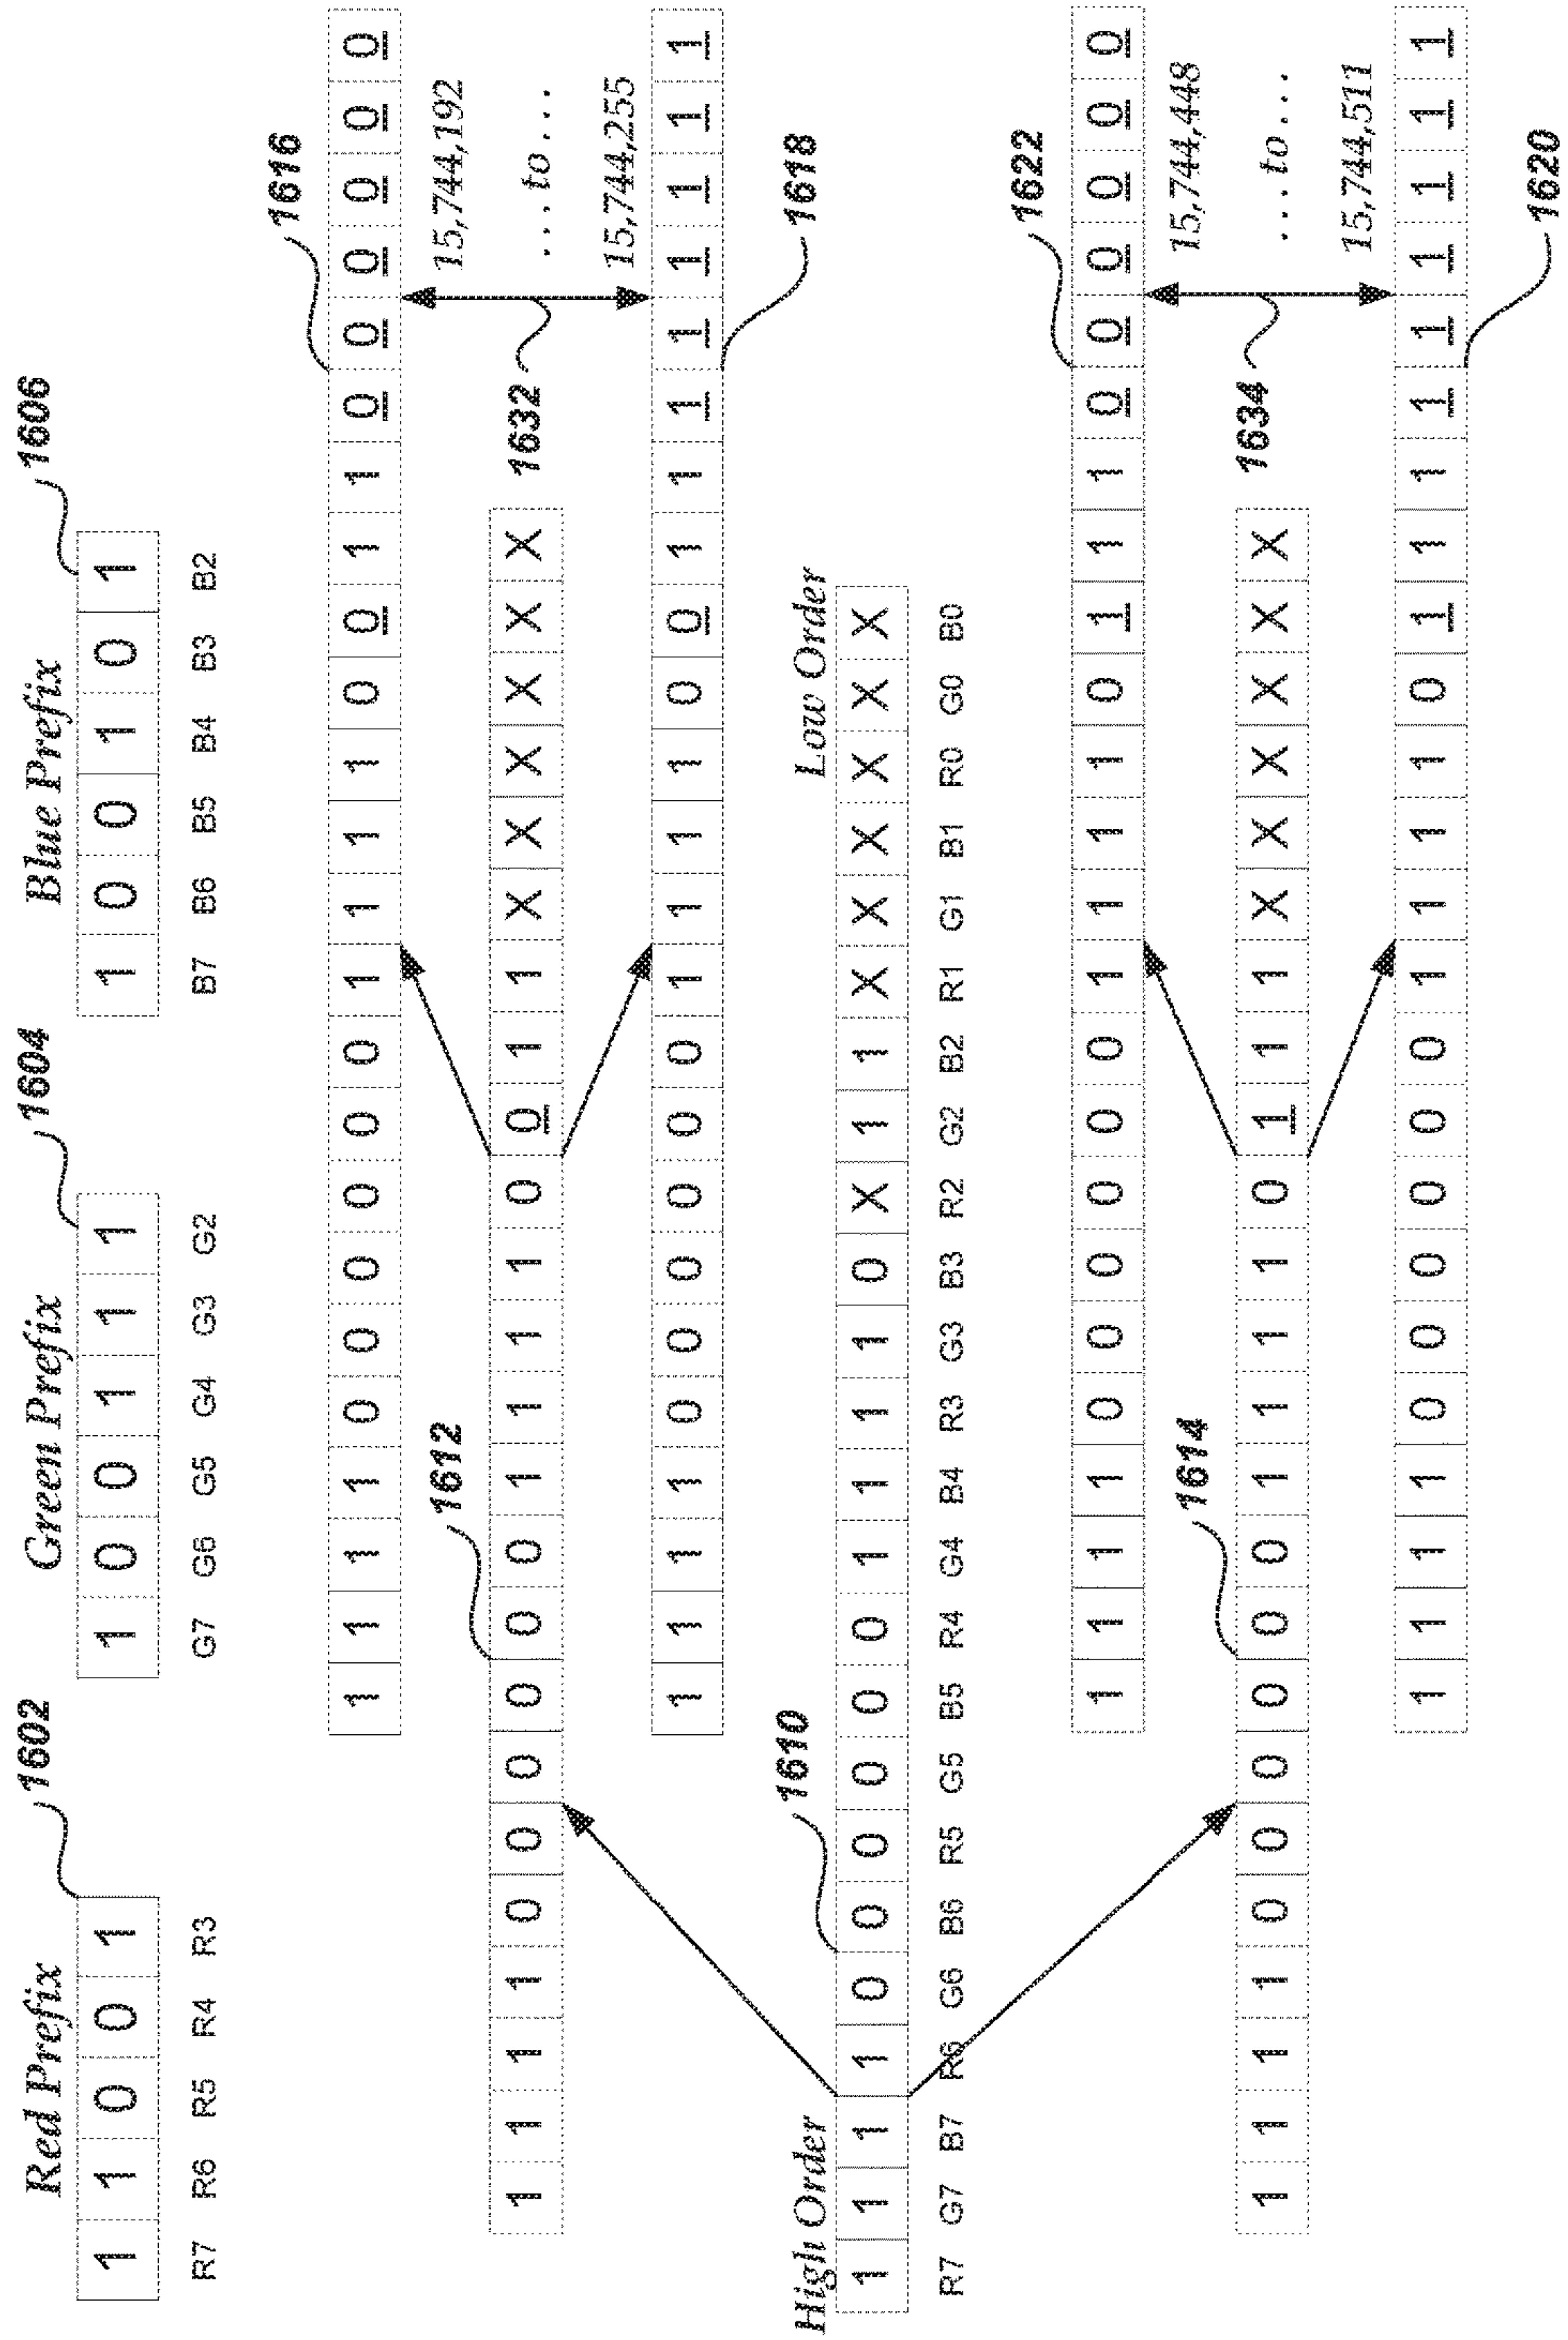 Red Prefix 1602 Green Prefix 1604 Blue Prefix 1606
1 1 0 0 1 1 0 0 1 1 1 1 0 0 1 0 1
R7 R6 R5 R4 R3 G7 G6 G5 G4 G3 G2 B7 B6 B5 B4 B3 B2
1616
1 1 1 1 0 0 0 0 0 0 1 1 1 1 0 0 1 1 0 0 0 0 0 0
1612 15,744,192
1 1 1 1 0 0 0 0 0 0 1 1 1 1 0 0 1 1 X X X X X X 1632 ...to...
15,744,255
1 1 1 1 0 0 0 0 0 0 1 1 1 1 0 0 1 1 1 1 1 1 1 1
1618
High Order 1610 Low Order
1 1 1 1 0 0 0 0 0 0 1 1 1 1 0 X 1 1 X X X X X X
R7 G7 B7 R6 G6 B6 R5 G5 B5 R4 G4 B4 R3 G3 B3 R2 G2 B2 R1 G1 B1 R0 G0 B0
1622
1 1 1 1 0 0 0 0 0 0 1 1 1 1 0 1 1 1 0 0 0 0 0 0
1614 15,744,448
1 1 1 1 0 0 0 0 0 0 1 1 1 1 0 1 1 1 X X X X X X 1634 ...to...
15,744,511
1 1 1 1 0 0 0 0 0 0 1 1 1 1 0 1 1 1 1 1 1 1 1 1
1620